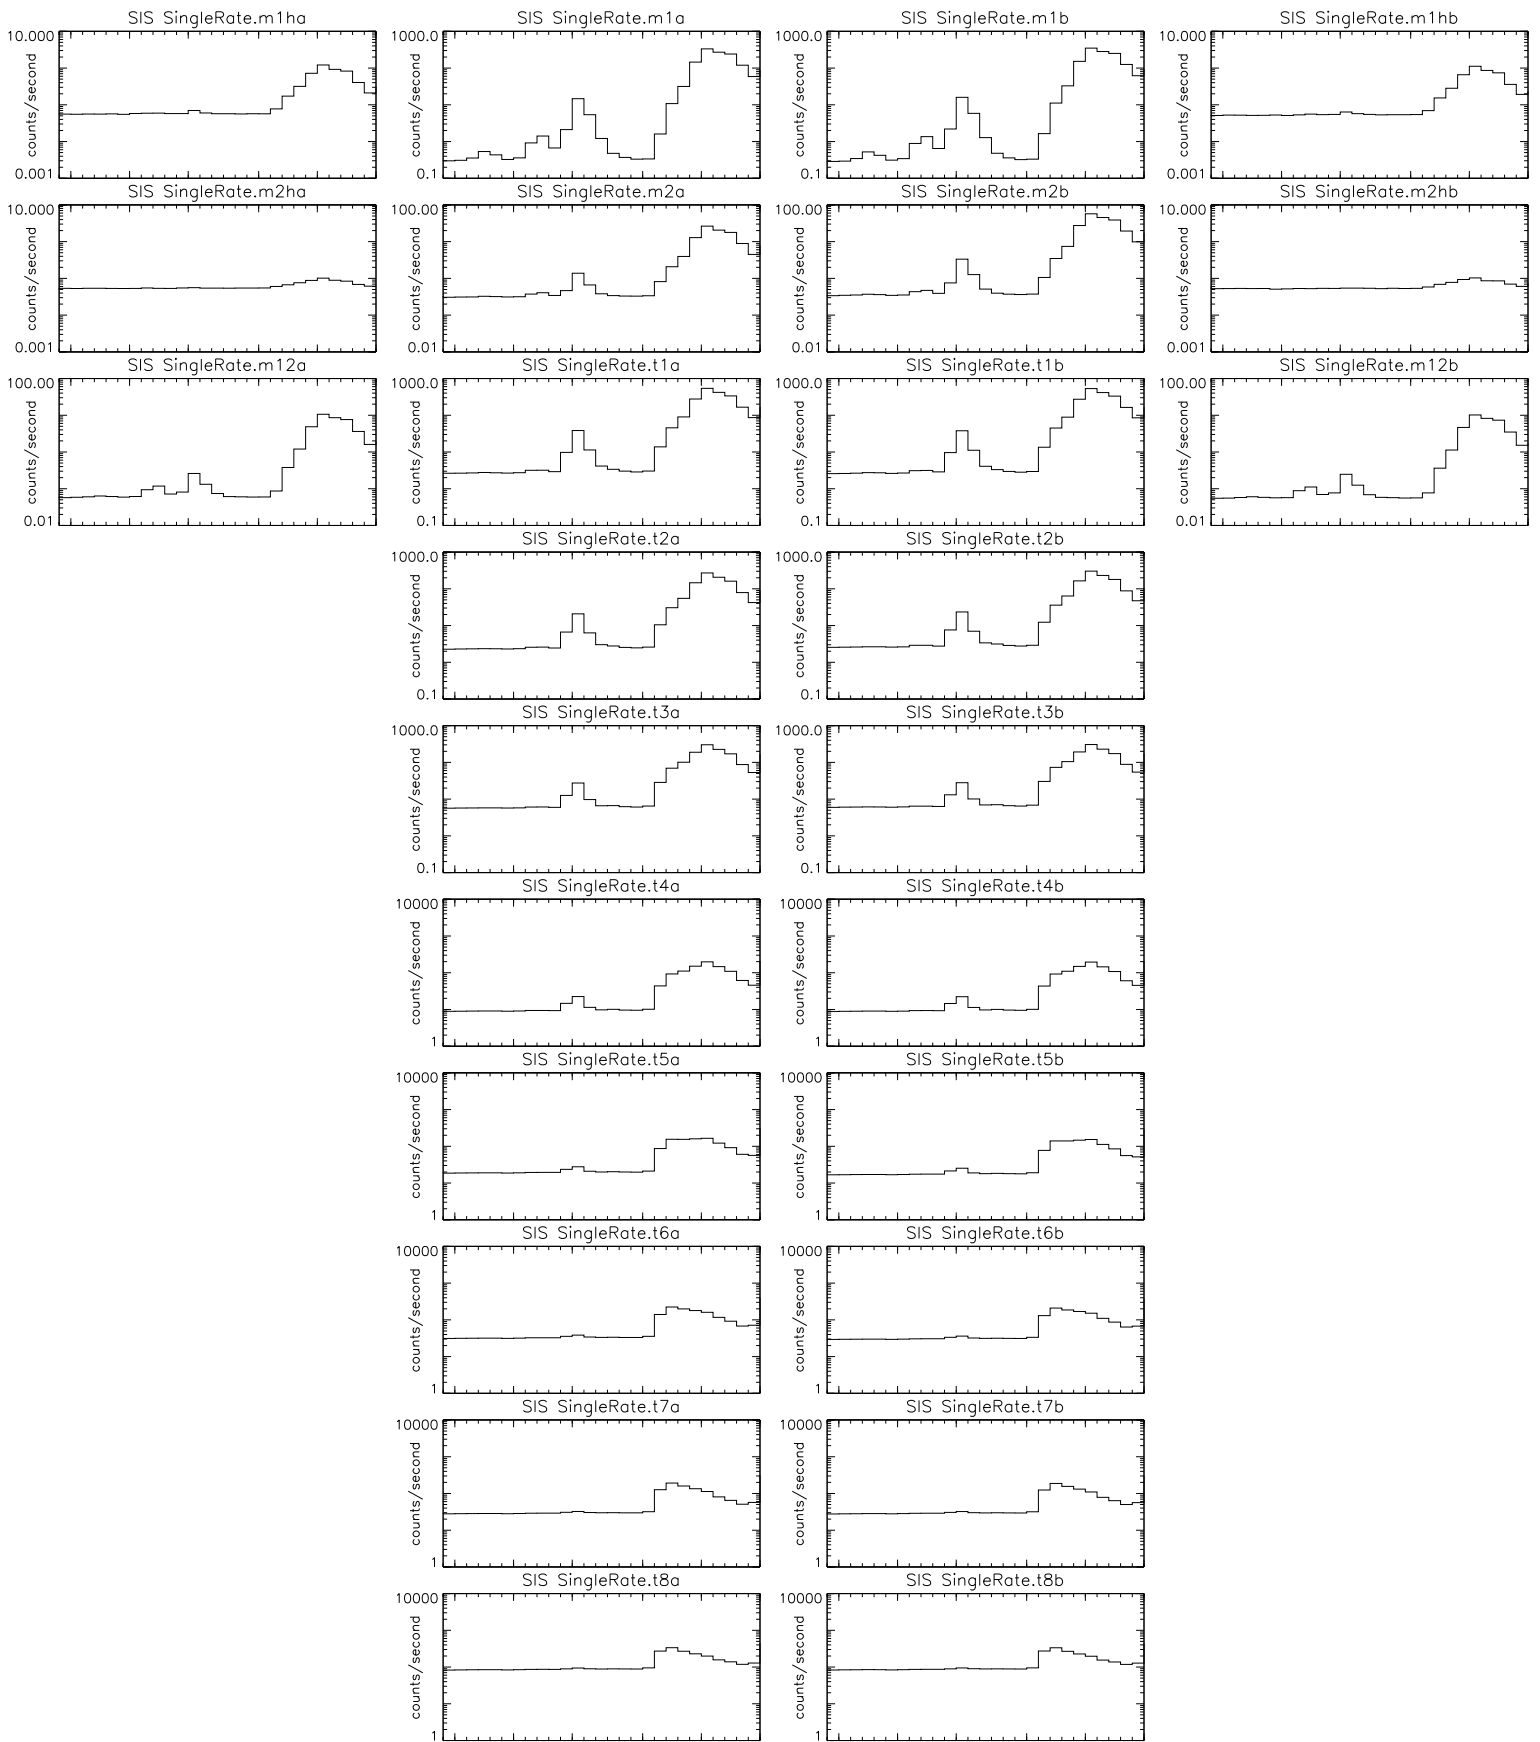 SIS SingleRate.m1ha
10.000
counts/second
0.001
SIS SingleRate.m1a
1000.0
counts/second
0.1
SIS SingleRate.m1b
1000.0
counts/second
0.1
SIS SingleRate.m1hb
10.000
counts/second
0.001
SIS SingleRate.m2ha
10.000
counts/second
0.001
SIS SingleRate.m2a
100.00
counts/second
0.01
SIS SingleRate.m2b
100.00
counts/second
0.01
SIS SingleRate.m2hb
10.000
counts/second
0.001
SIS SingleRate.m12a
100.00
counts/second
0.01
SIS SingleRate.t1a
1000.0
counts/second
0.1
SIS SingleRate.t1b
1000.0
counts/second
0.1
SIS SingleRate.m12b
100.00
counts/second
0.01
SIS SingleRate.t2a
1000.0
counts/second
0.1
SIS SingleRate.t2b
1000.0
counts/second
0.1
SIS SingleRate.t3a
1000.0
counts/second
0.1
SIS SingleRate.t3b
1000.0
counts/second
0.1
SIS SingleRate.t4a
10000
counts/second
1
SIS SingleRate.t4b
10000
counts/second
1
SIS SingleRate.t5a
10000
counts/second
1
SIS SingleRate.t5b
10000
counts/second
1
SIS SingleRate.t6a
10000
counts/second
1
SIS SingleRate.t6b
10000
counts/second
1
SIS SingleRate.t7a
10000
counts/second
1
SIS SingleRate.t7b
10000
counts/second
1
SIS SingleRate.t8a
10000
counts/second
1
SIS SingleRate.t8b
10000
counts/second
1